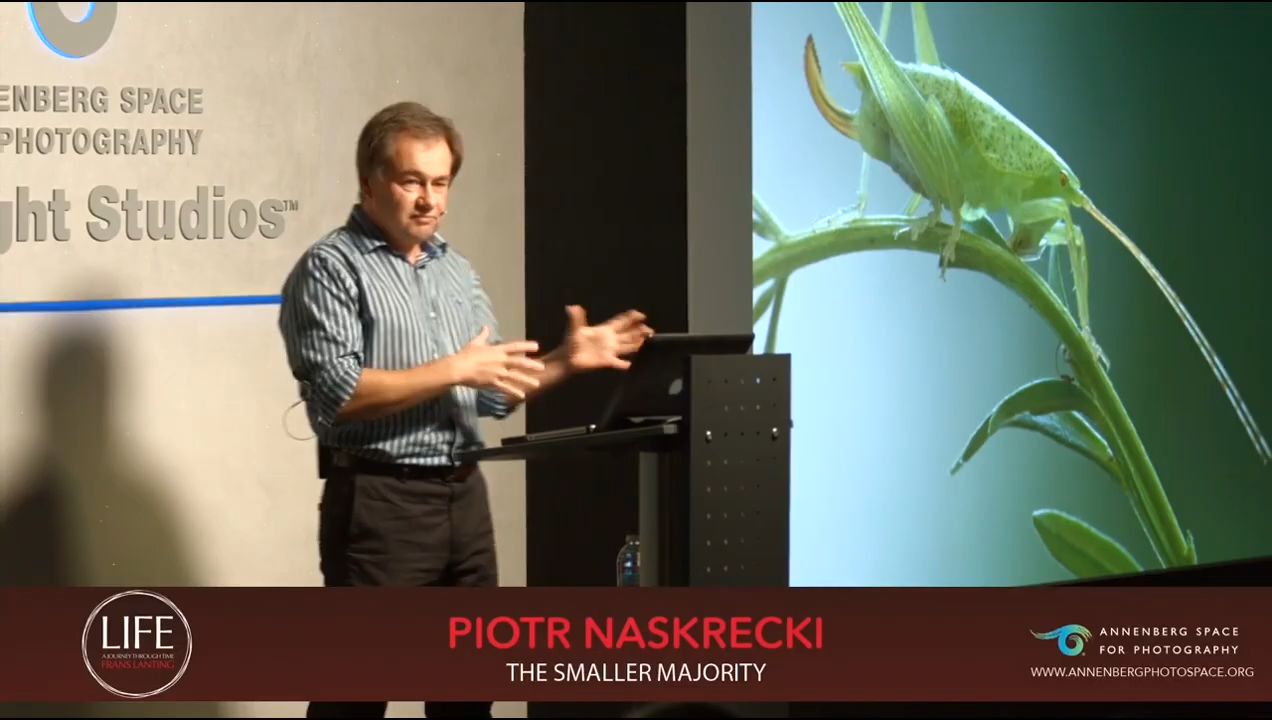 ENBERG SPACE
PHOTOGRAPHY
ght Studios™
LIFE
A JOURNEY THROUGH TIME
FRANS LANTING
PIOTR NASKRECKI
THE SMALLER MAJORITY
ANNENBERG SPACE
FOR PHOTOGRAPHY
WWW.ANNENBERGPHOTOSPACE.ORG